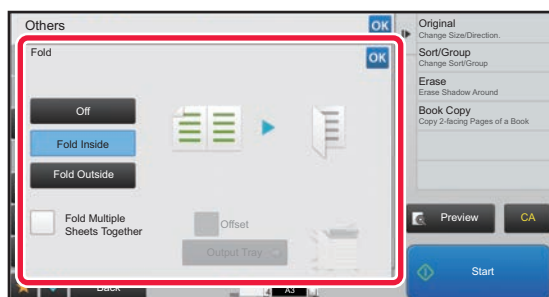 Others
OK
Fold
OK
Off
Fold Inside
Fold Outside
Fold Multiple
Sheets Together
Offset
Output Tray
Back
A3
Original
Change Size/Direction.
Sort/Group
Change Sort/Group
Erase
Erase Shadow Around
Book Copy
Copy 2-facing Pages of a Book
Preview
CA
Start